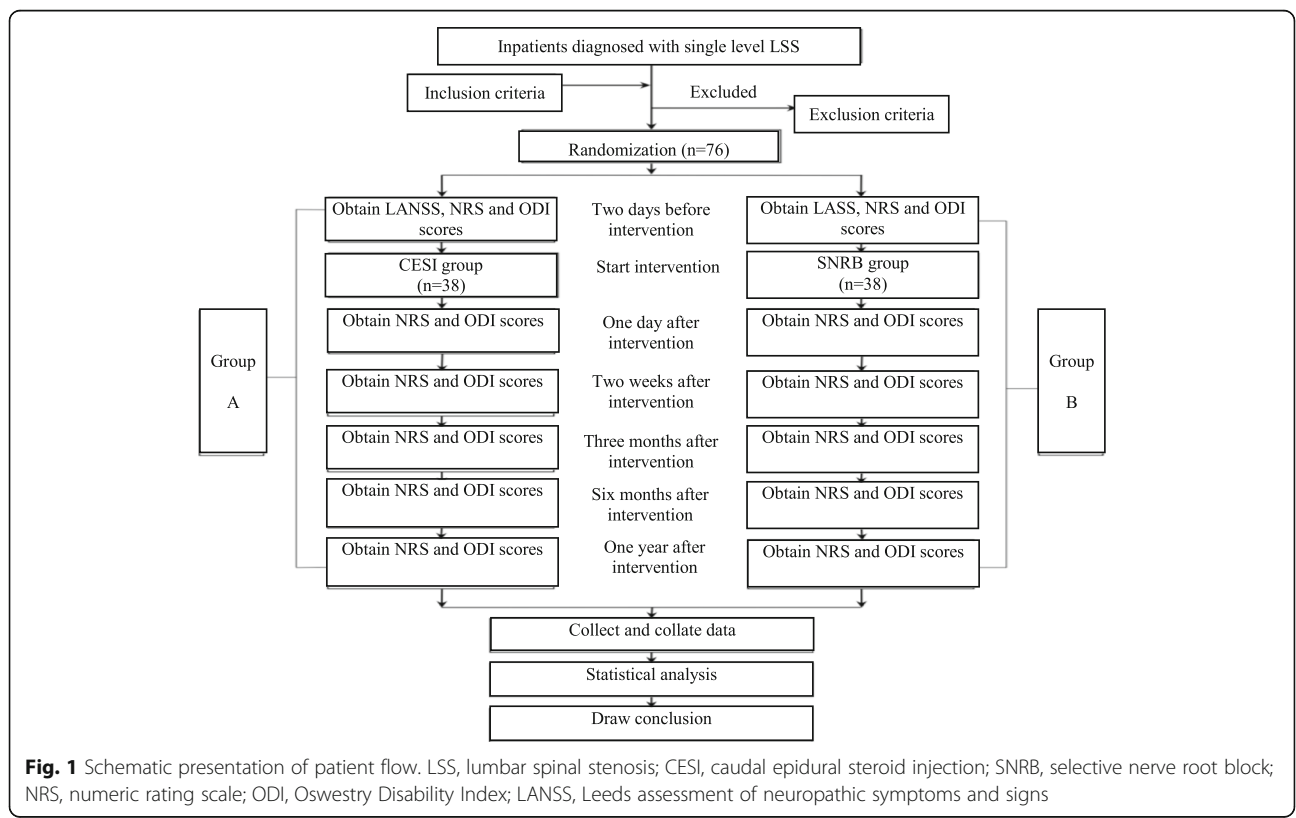 Inpatients diagnosed with single level LSS
Inclusion criteria
Excluded
Exclusion criteria
Randomization (n=76)
Obtain LANSS, NRS and ODI
scores
Two days before
intervention
Obtain LASS, NRS and ODI
scores
CESI group
(n=38)
Start intervention
SNRB group
(n=38)
Obtain NRS and ODI scores
One day after
intervention
Obtain NRS and ODI scores
Group
A
Group
B
Obtain NRS and ODI scores
Two weeks after
intervention
Obtain NRS and ODI scores
Obtain NRS and ODI scores
Three months after
intervention
Obtain NRS and ODI scores
Obtain NRS and ODI scores
Six months after
intervention
Obtain NRS and ODI scores
Obtain NRS and ODI scores
One year after
intervention
Obtain NRS and ODI scores
Collect and collate data
Statistical analysis
Draw conclusion
Fig. 1 Schematic presentation of patient flow. LSS, lumbar spinal stenosis; CESI, caudal epidural steroid injection; SNRB, selective nerve root block;
NRS, numeric rating scale; ODI, Oswestry Disability Index; LANSS, Leeds assessment of neuropathic symptoms and signs